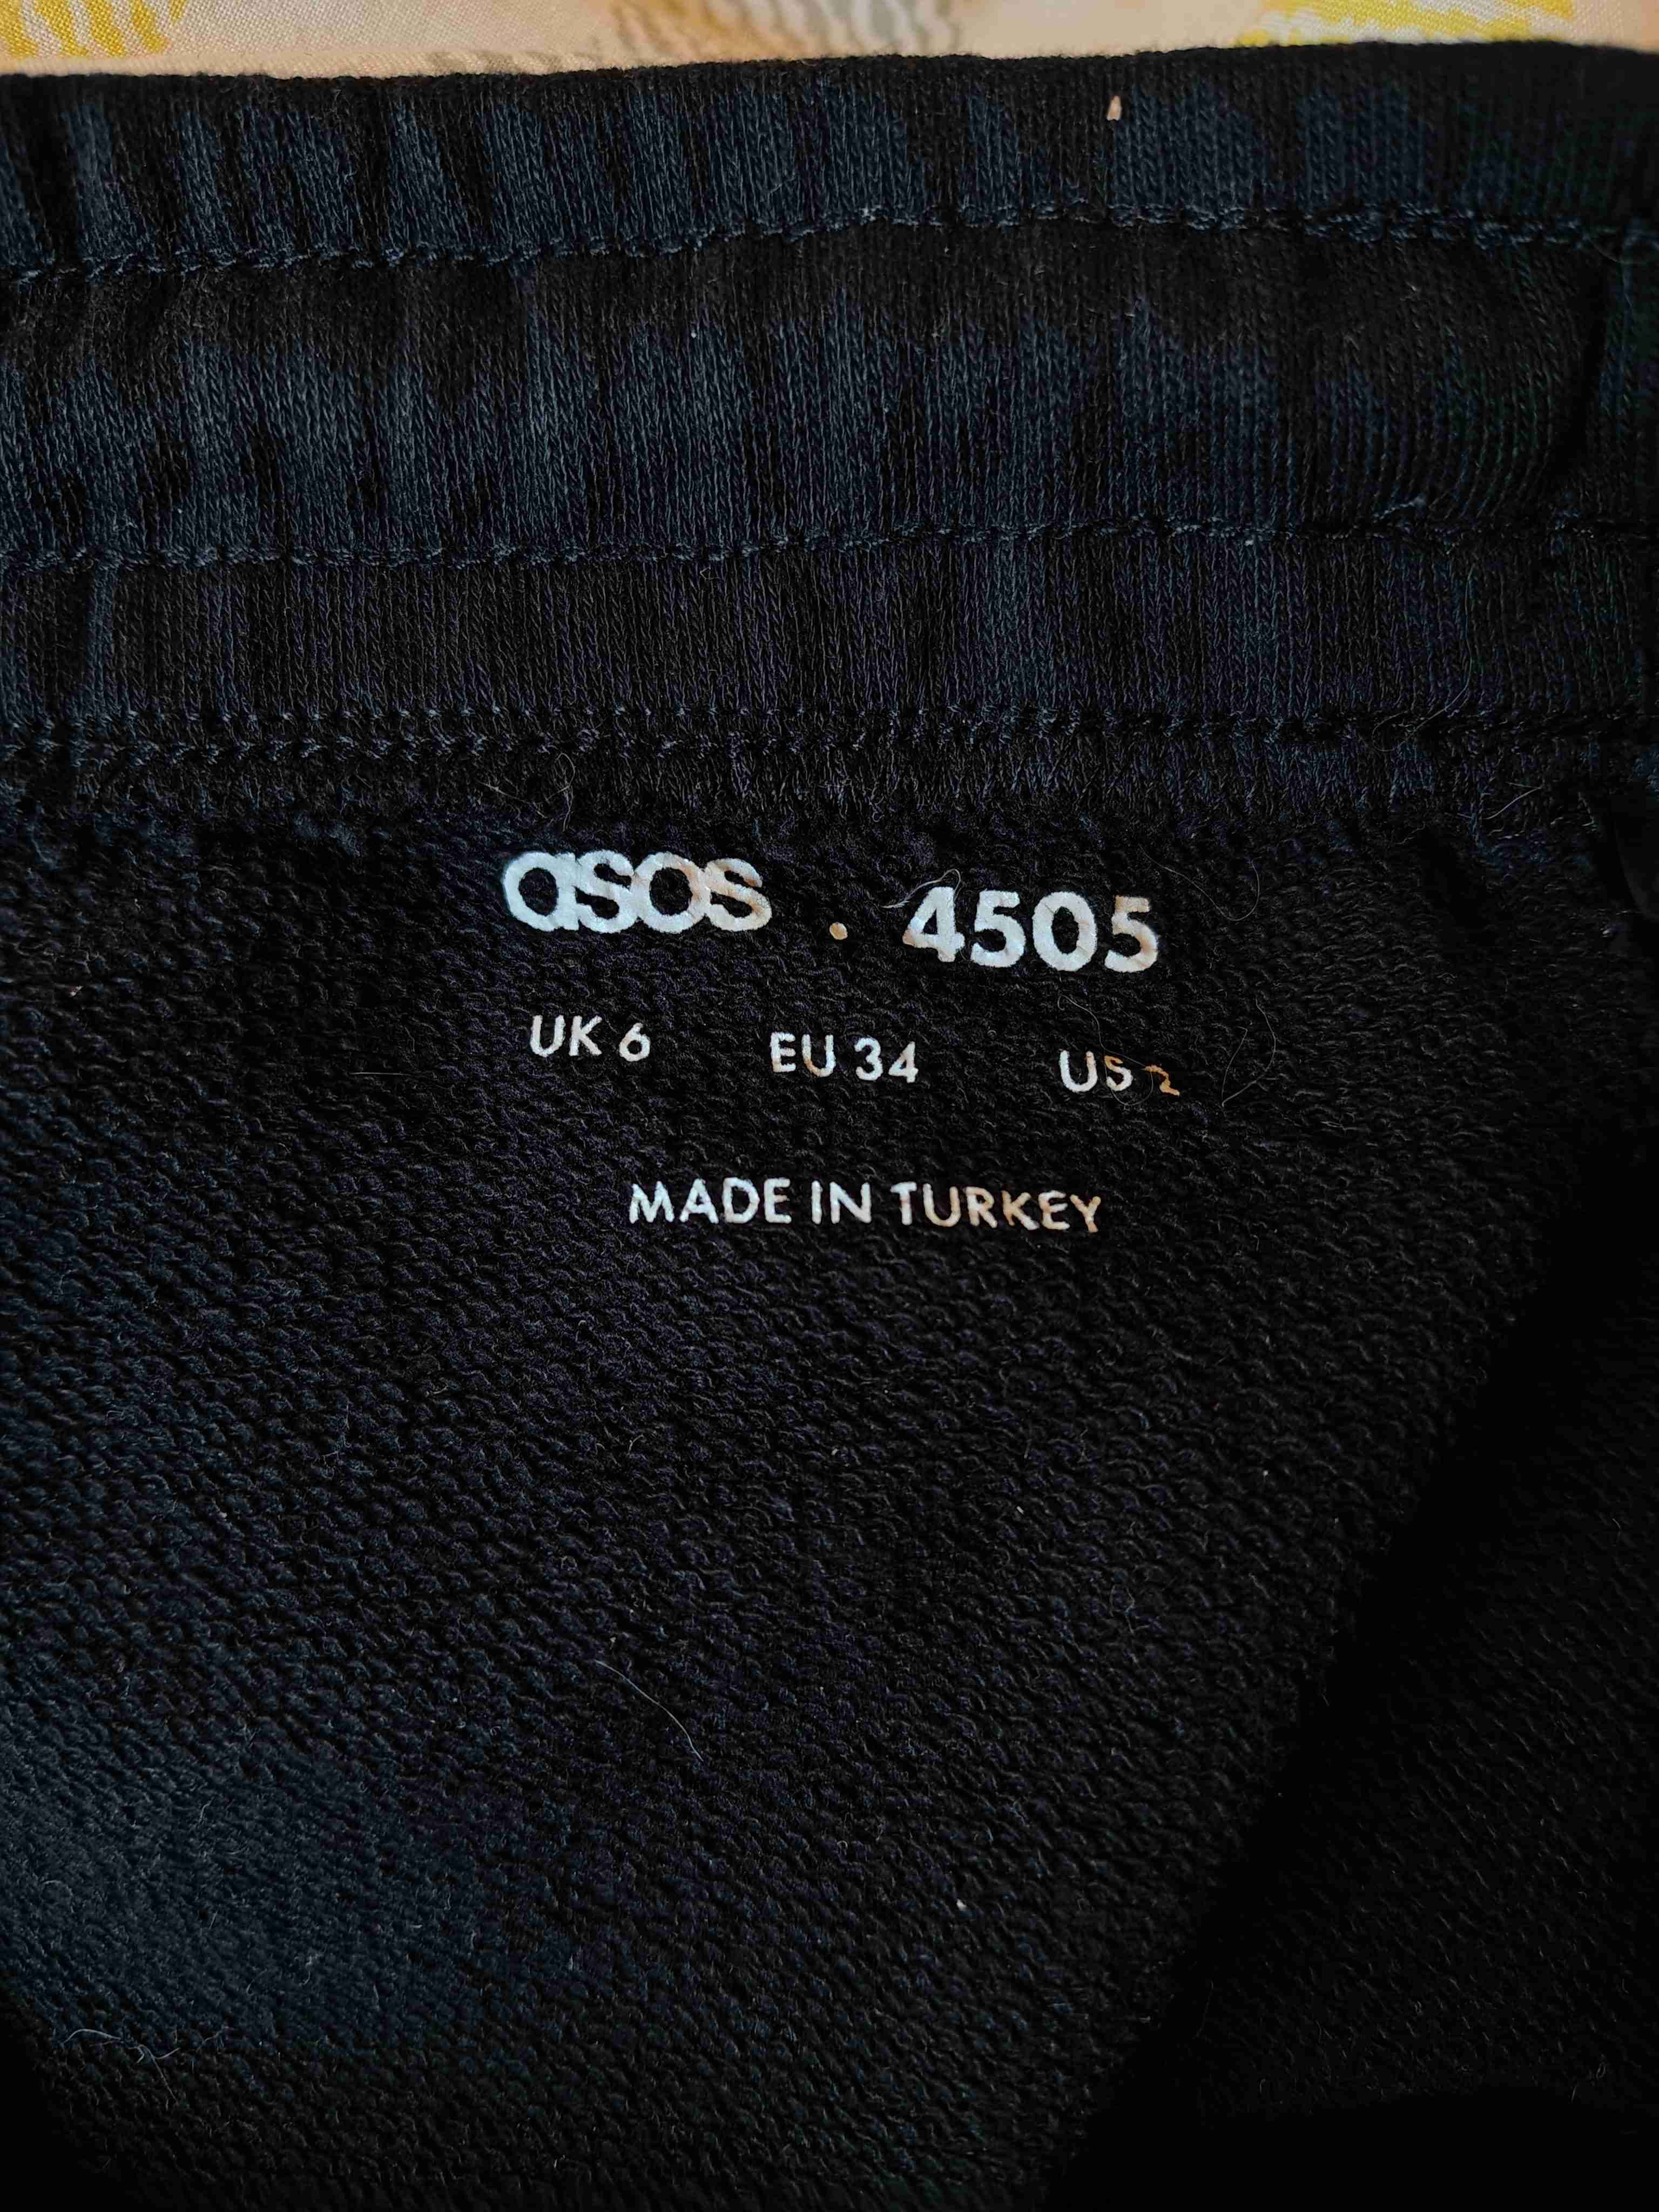 asos . 4505
UK 6 EU 34 US 2
MADE IN TURKEY